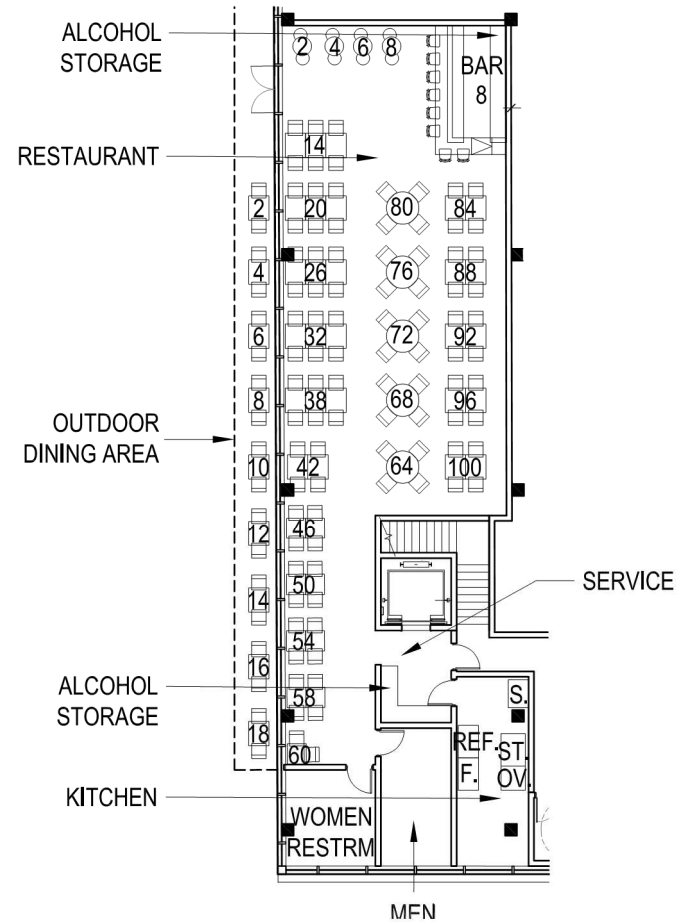 ALCOHOL
STORAGE
2 4 6 8
BAR
8
RESTAURANT
14
2 20 80 84
4 26 76 88
6 32 72 92
8 38 68 96
OUTDOOR
DINING AREA
10 42 64 100
12 46
14 50
SERVICE
16 54
ALCOHOL
STORAGE
58
S.
18 60
REF. ST.
F. OV.
KITCHEN
WOMEN
RESTRM
MEN